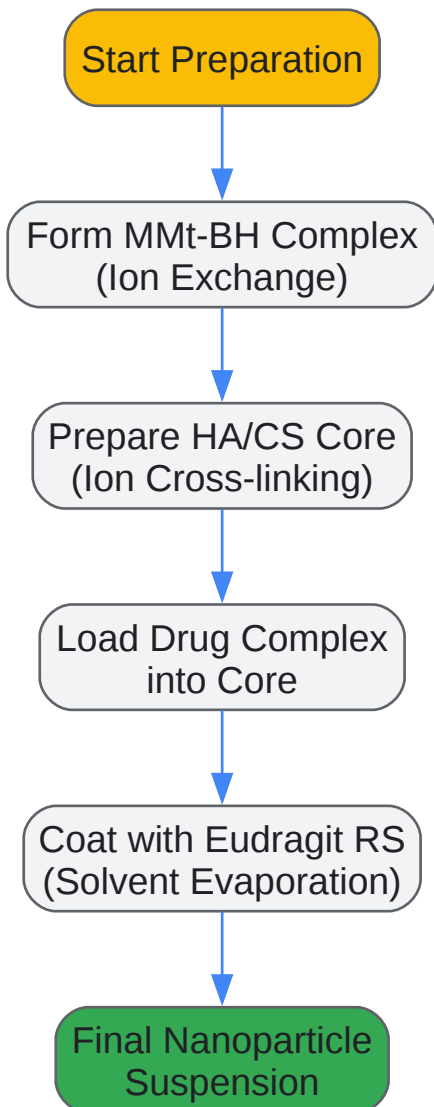 Start Preparation
Form MMt-BH Complex
(Ion Exchange)
Prepare HA/CS Core
(Ion Cross-linking)
Load Drug Complex
into Core
Coat with Eudragit RS
(Solvent Evaporation)
Final Nanoparticle
Suspension